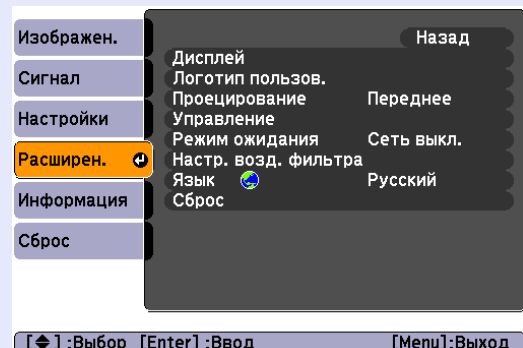 Изображен.
Сигнал
Настройки
Расширен.
Информация
Сброс
Назад
Дисплей
Логотип пользов.
Проецирование Переднее
Управление
Режим ожидания Сеть выкл.
Настр. возд. фильтра
Язык Русский
Сброс
[ ] :Выбор [Enter] :Ввод [Menu]:Выход